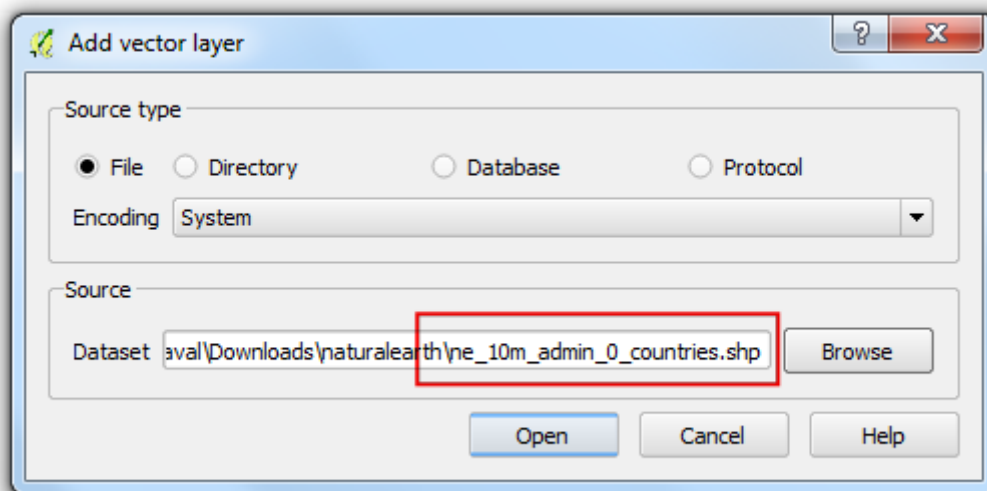 Add vector layer
Source type
File Directory Database Protocol
Encoding System
Source
Dataset aval\Downloads\naturalearth\ne_10m_admin_0_countries.shp Browse
Open Cancel Help